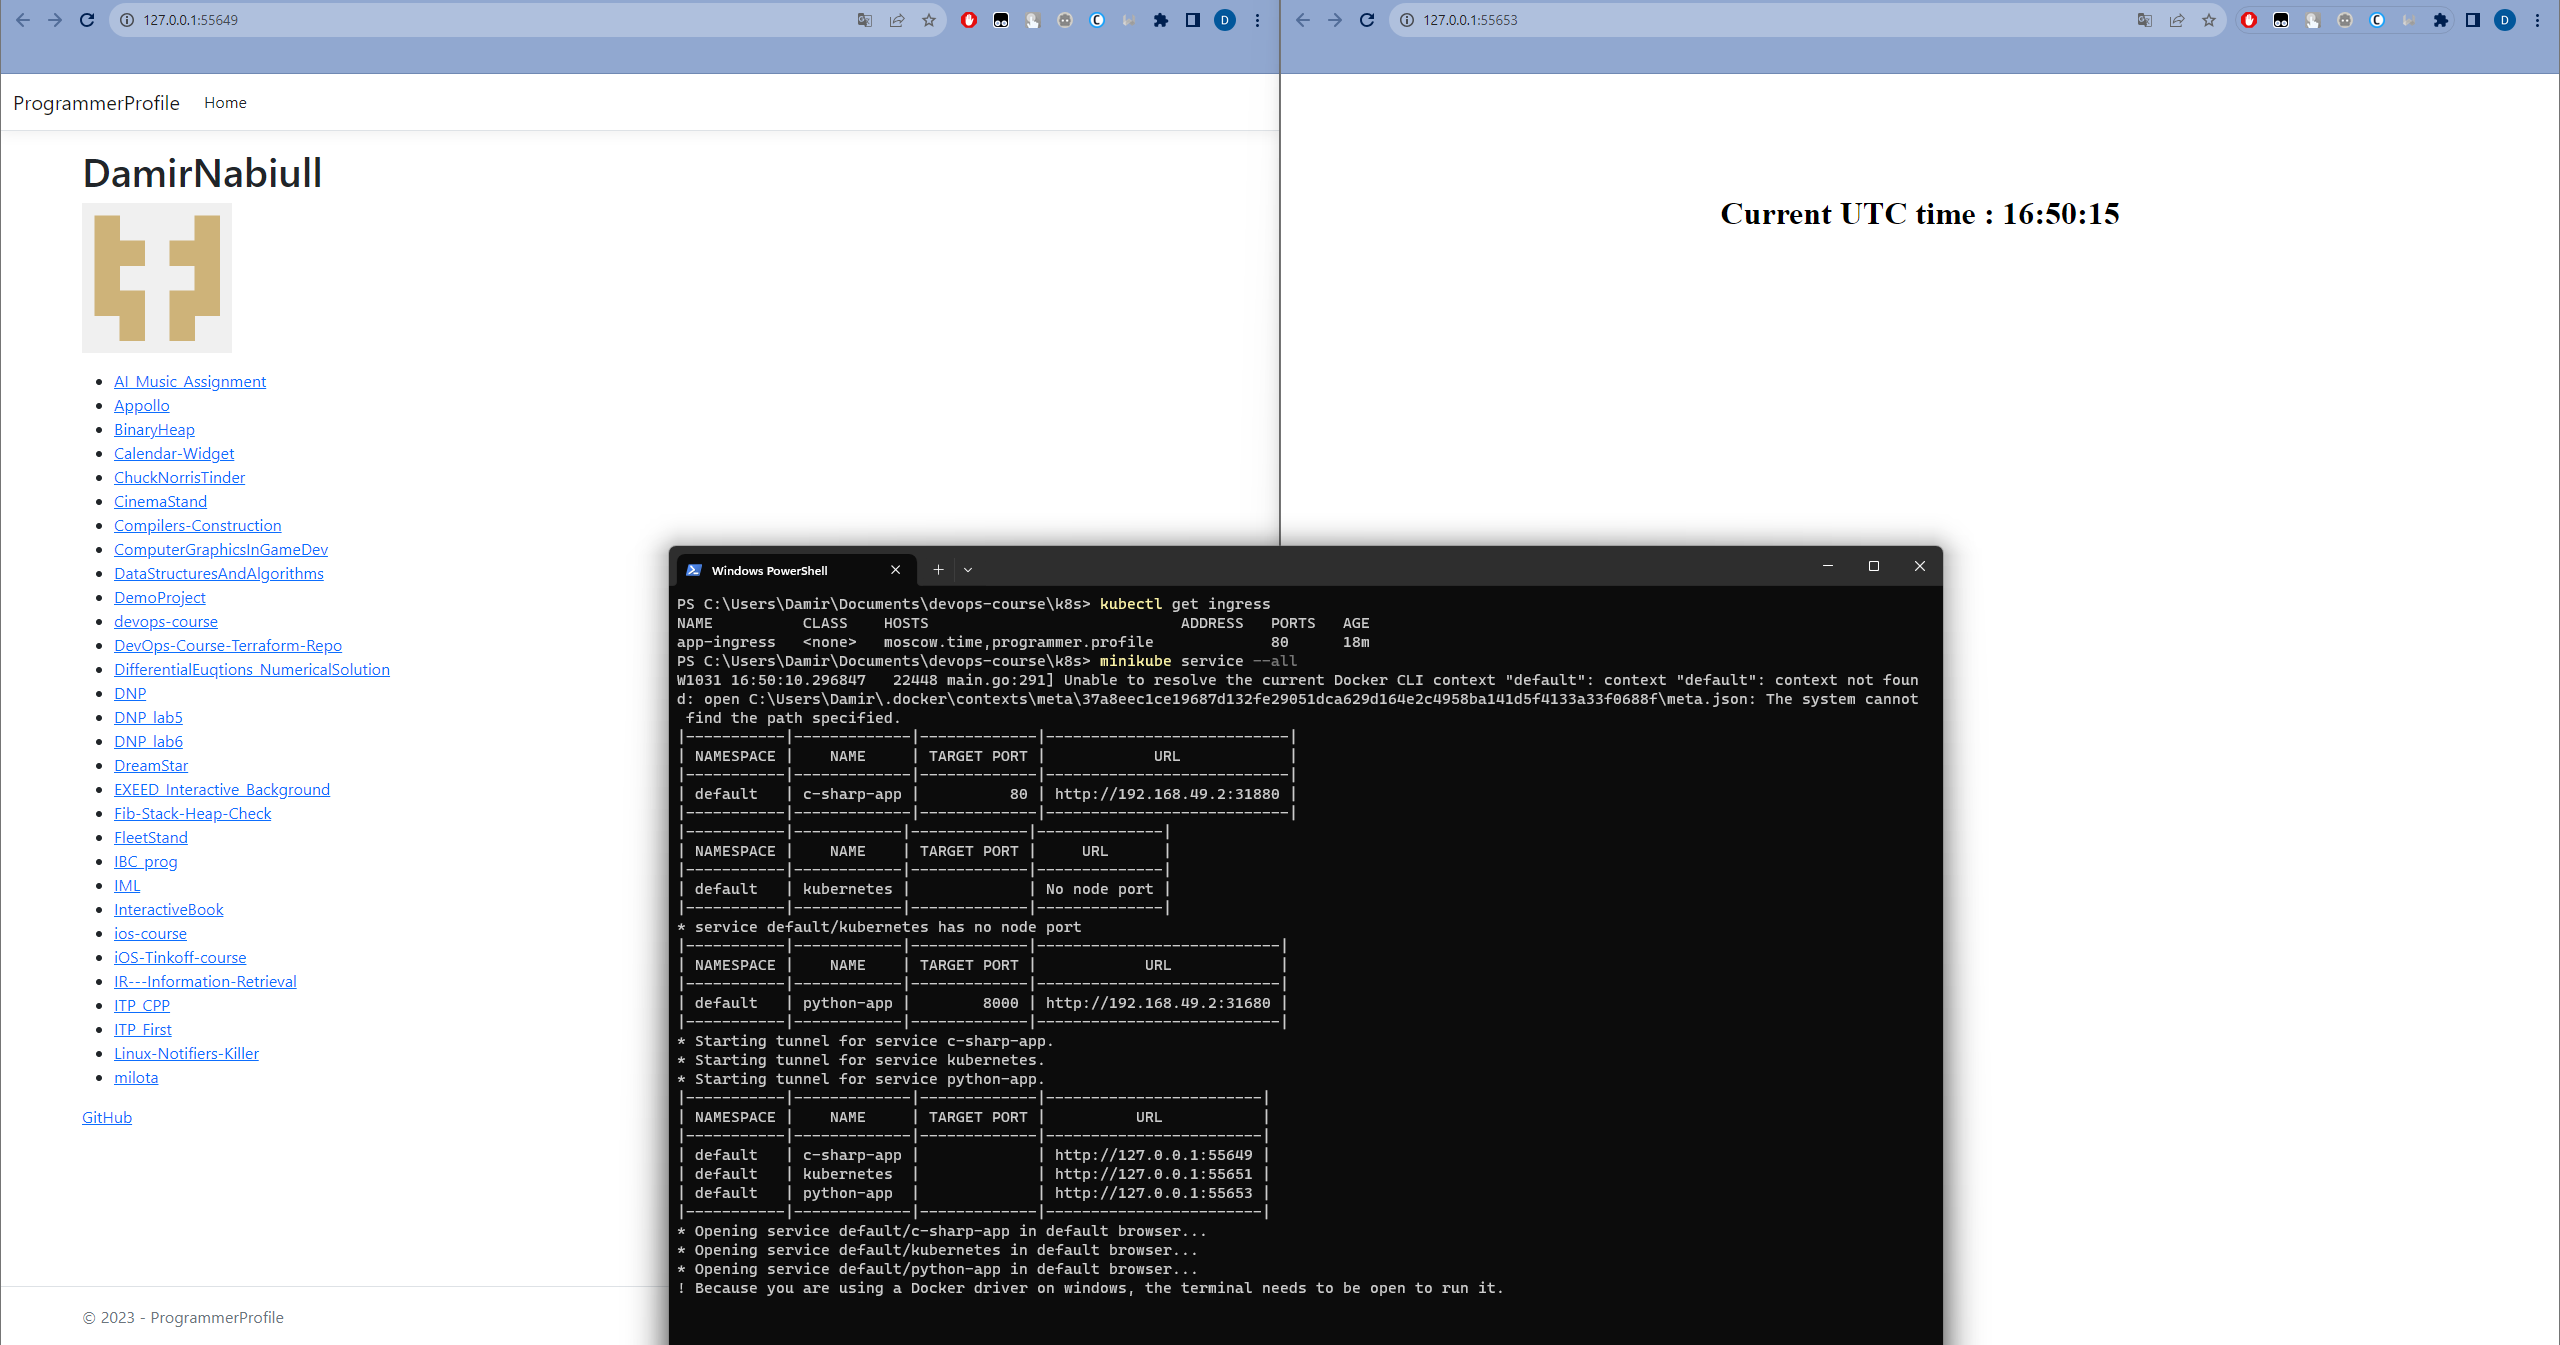 127.0.0.1:55649
D
ProgrammerProfile Home
DamirNabiull
AI_Music_Assignment
Appollo
BinaryHeap
Calendar-Widget
ChuckNorrisTinder
CinemaStand
Compilers-Construction
ComputerGraphicsInGameDev
DataStructuresAndAlgorithms
DemoProject
devops-course
DevOps-Course-Terraform-Repo
DifferentialEuqtions_NumericalSolution
DNP
DNP_lab5
DNP_lab6
DreamStar
EXEED_Interactive_Background
Fib-Stack-Heap-Check
FleetStand
IBC_prog
IML
InteractiveBook
ios-course
iOS-Tinkoff-course
IR---Information-Retrieval
ITP_CPP
ITP_First
Linux-Notifiers-Killer
milota
GitHub
© 2023 - ProgrammerProfile
127.0.0.1:55653
D
Current UTC time : 16:50:15
Windows PowerShell
PS C:\Users\Damir\Documents\devops-course\k8s> kubectl get ingress
NAME CLASS HOSTS ADDRESS PORTS AGE
app-ingress <none> moscow.time,programmer.profile 80 18m
PS C:\Users\Damir\Documents\devops-course\k8s> minikube service --all
W1031 16:50:10.296847 22448 main.go:291] Unable to resolve the current Docker CLI context "default": context "default": context not foun
d: open C:\Users\Damir\.docker\contexts\meta\37a8eec1ce19687d132fe29051dca629d164e2c4958ba141d5f4133a33f0688f\meta.json: The system cannot
find the path specified.
|-----------|-------------|-------------|---------------------------|
| NAMESPACE | NAME | TARGET PORT | URL |
|-----------|-------------|-------------|---------------------------|
| default | c-sharp-app | 80 | http://192.168.49.2:31880 |
|-----------|-------------|-------------|---------------------------|
|-----------|------------|-------------|--------------|
| NAMESPACE | NAME | TARGET PORT | URL |
|-----------|------------|-------------|--------------|
| default | kubernetes | | No node port |
|-----------|------------|-------------|--------------|
* service default/kubernetes has no node port
|-----------|------------|-------------|---------------------------|
| NAMESPACE | NAME | TARGET PORT | URL |
|-----------|------------|-------------|---------------------------|
| default | python-app | 8000 | http://192.168.49.2:31680 |
|-----------|------------|-------------|---------------------------|
* Starting tunnel for service c-sharp-app.
* Starting tunnel for service kubernetes.
* Starting tunnel for service python-app.
|-----------|-------------|-------------|------------------------|
| NAMESPACE | NAME | TARGET PORT | URL |
|-----------|-------------|-------------|------------------------|
| default | c-sharp-app | | http://127.0.0.1:55649 |
| default | kubernetes | | http://127.0.0.1:55651 |
| default | python-app | | http://127.0.0.1:55653 |
|-----------|-------------|-------------|------------------------|
* Opening service default/c-sharp-app in default browser...
* Opening service default/kubernetes in default browser...
* Opening service default/python-app in default browser...
! Because you are using a Docker driver on windows, the terminal needs to be open to run it.